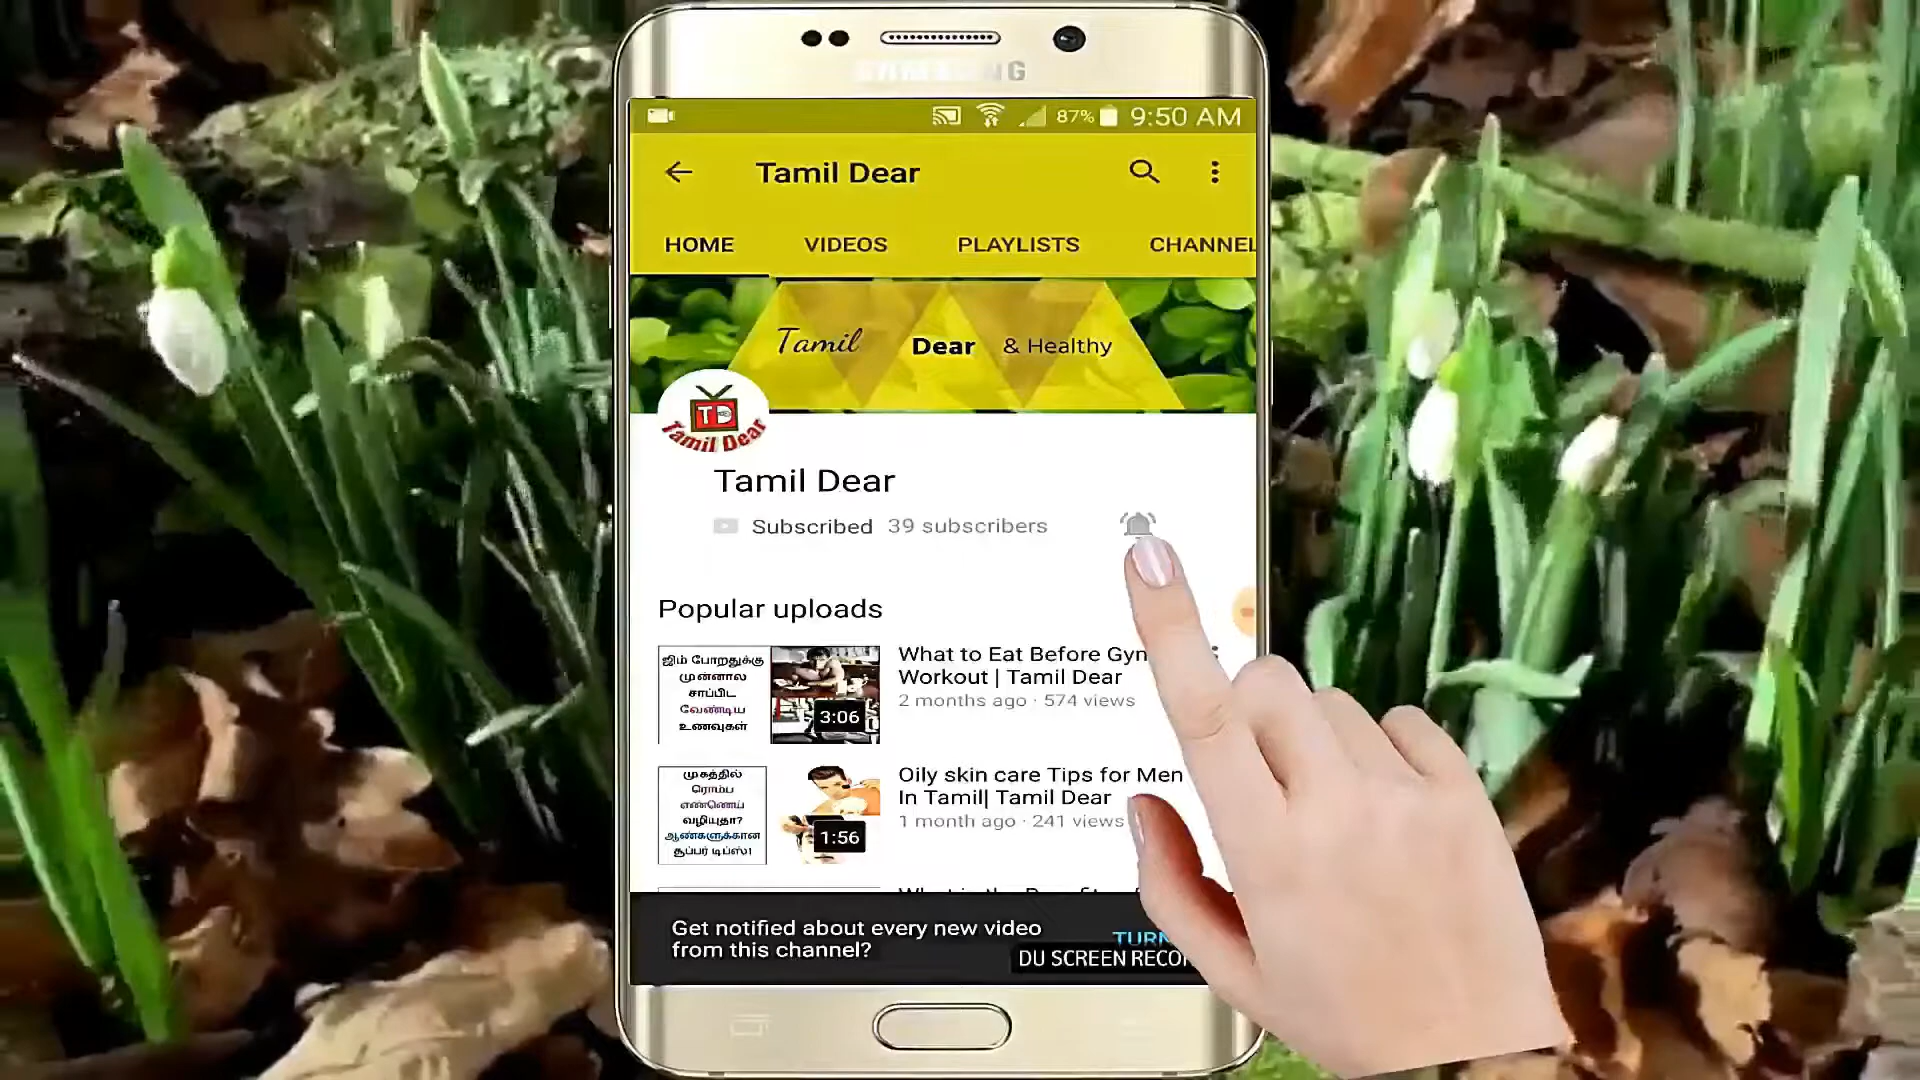 SAMSUNG
87% 9:50 AM
Tamil Dear
HOME VIDEOS PLAYLISTS CHANNEL
Tamil Dear & Healthy
TD
Tamil Dear
Tamil Dear
Subscribed 39 subscribers
Popular uploads
ஜிம் போறதுக்கு
முன்னால
சாப்பிட
வேண்டிய
உணவுகள்
3:06
What to Eat Before Gym
Workout | Tamil Dear
2 months ago · 574 views
முகத்தில்
ரொம்ப
எண்ணெய்
வழியுதா?
ஆண்களுக்கான
சூப்பர் டிப்ஸ்!
1:56
Oily skin care Tips for Men
In Tamil| Tamil Dear
1 month ago · 241 views
Get notified about every new video
from this channel?
TURN
DU SCREEN RECOR